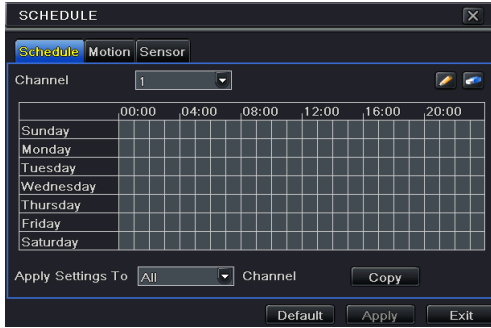 SCHEDULE
Schedule Motion Sensor
Channel 1
00:00 04:00 08:00 12:00 16:00 20:00
Sunday
Monday
Tuesday
Wednesday
Thursday
Friday
Saturday
Apply Settings To All Channel Copy
Default Apply Exit